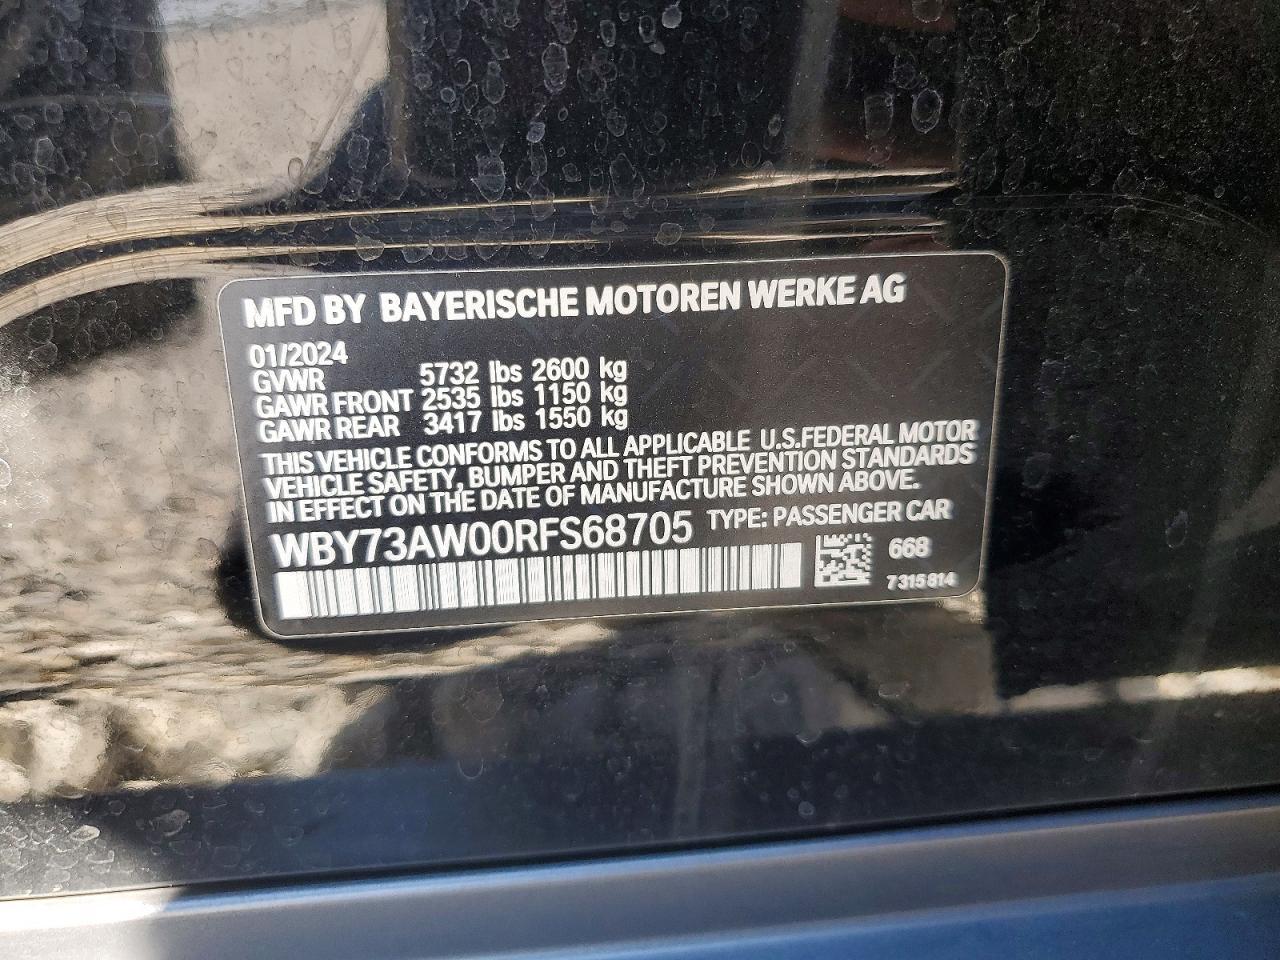 MFD BY BAYERISCHE MOTOREN WERKE AG
01/2024
GVWR 5732 lbs 2600 kg
GAWR FRONT 2535 lbs 1150 kg
GAWR REAR 3417 lbs 1550 kg
THIS VEHICLE CONFORMS TO ALL APPLICABLE U.S.FEDERAL MOTOR
VEHICLE SAFETY, BUMPER AND THEFT PREVENTION STANDARDS
IN EFFECT ON THE DATE OF MANUFACTURE SHOWN ABOVE.
WBY73AW00RFS68705 TYPE: PASSENGER CAR
668
7315814